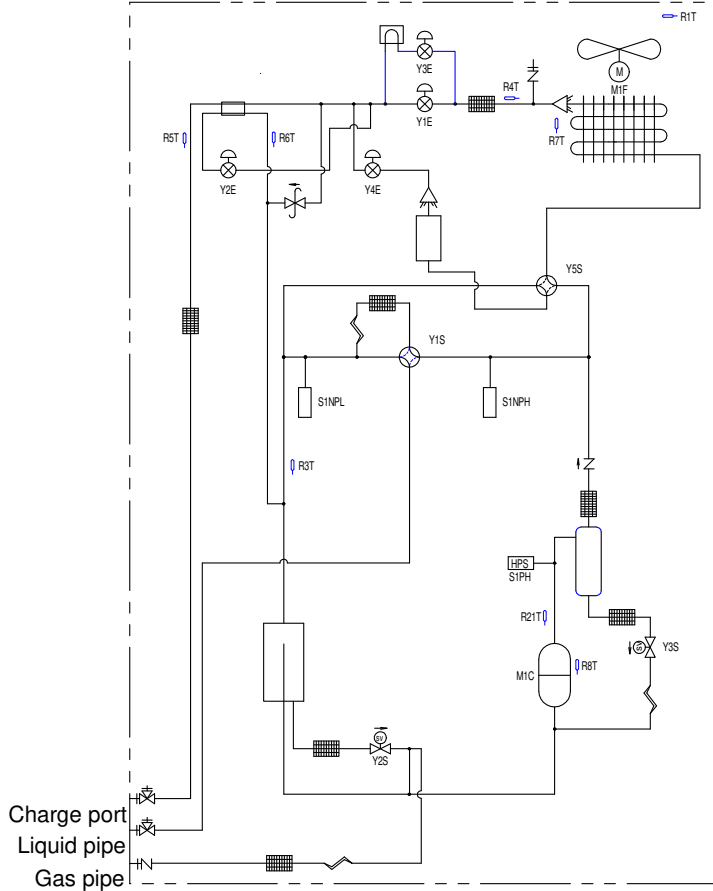 R1T
Y3E
M
M1F
R4T
Y1E
R7T
R5T
R6T
Y2E
Y4E
Y5S
Y1S
S1NPL
S1NPH
R3T
HPS
S1PH
R21T
M1C
R8T
SV
Y3S
SV
Y2S
Charge port
Liquid pipe
Gas pipe